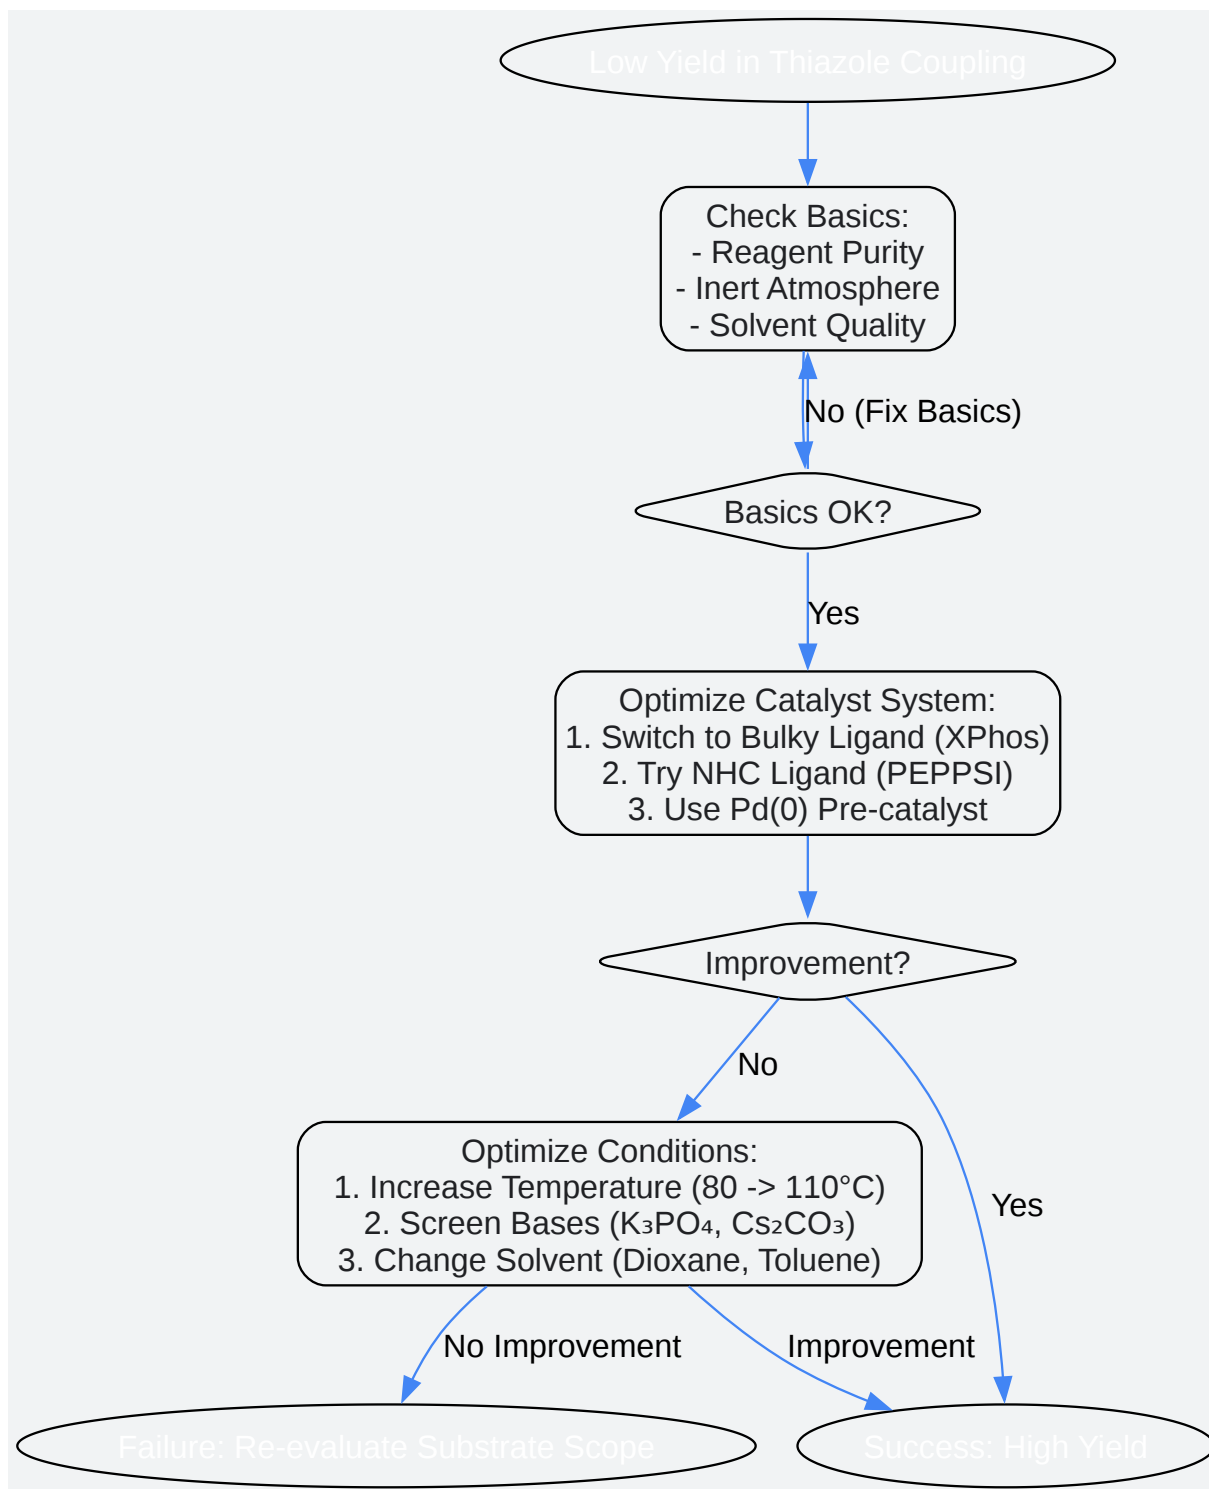 Low Yield in Thiazole Coupling
Check Basics:
- Reagent Purity
- Inert Atmosphere
- Solvent Quality
No (Fix Basics)
Basics OK?
Yes
Optimize Catalyst System:
1. Switch to Bulky Ligand (XPhos)
2. Try NHC Ligand (PEPPSI)
3. Use Pd(0) Pre-catalyst
Improvement?
No
Optimize Conditions:
1. Increase Temperature (80 -> 110°C)
2. Screen Bases (K₃PO₄, Cs₂CO₃)
3. Change Solvent (Dioxane, Toluene)
Yes
No Improvement
Improvement
Failure: Re-evaluate Substrate Scope
Success: High Yield